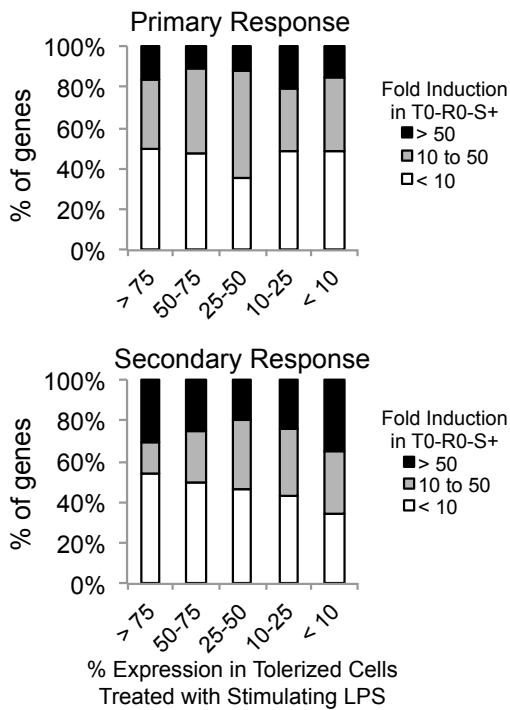 Primary Response
100%
80%
60%
40%
20%
0%
% of genes
> 75
50-75
25-50
10-25
< 10
Fold Induction
in T0-R0-S+
> 50
10 to 50
< 10
Secondary Response
100%
80%
60%
40%
20%
0%
% of genes
> 75
50-75
25-50
10-25
< 10
Fold Induction
in T0-R0-S+
> 50
10 to 50
< 10
% Expression in Tolerized Cells
Treated with Stimulating LPS